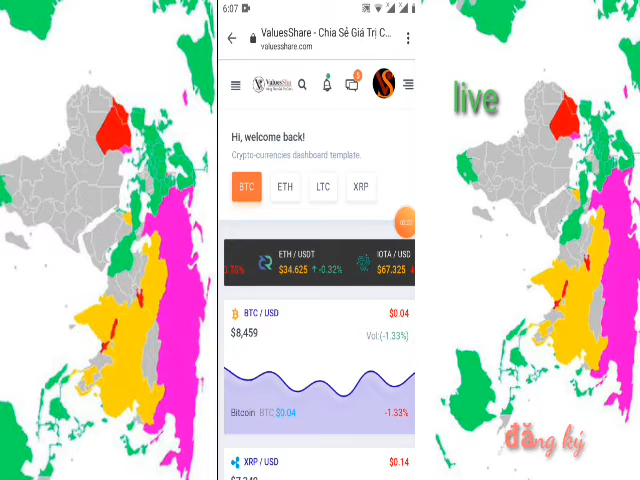 6:07
ValuesShare - Chia Sẻ Giá Trị C...
valuesshare.com
ValuesSha
5
Hi, welcome back!
Crypto-currencies dashboard template.
BTC ETH LTC XRP
ETH / USDT
$34.625 ↑ -0.32%
IOTA / USD
$67.325
BTC / USD $0.04
$8,459 Vol:(-1.33%)
Bitcoin BTC $0.04 -1.33%
XRP / USD $0.14
live
đăng ký